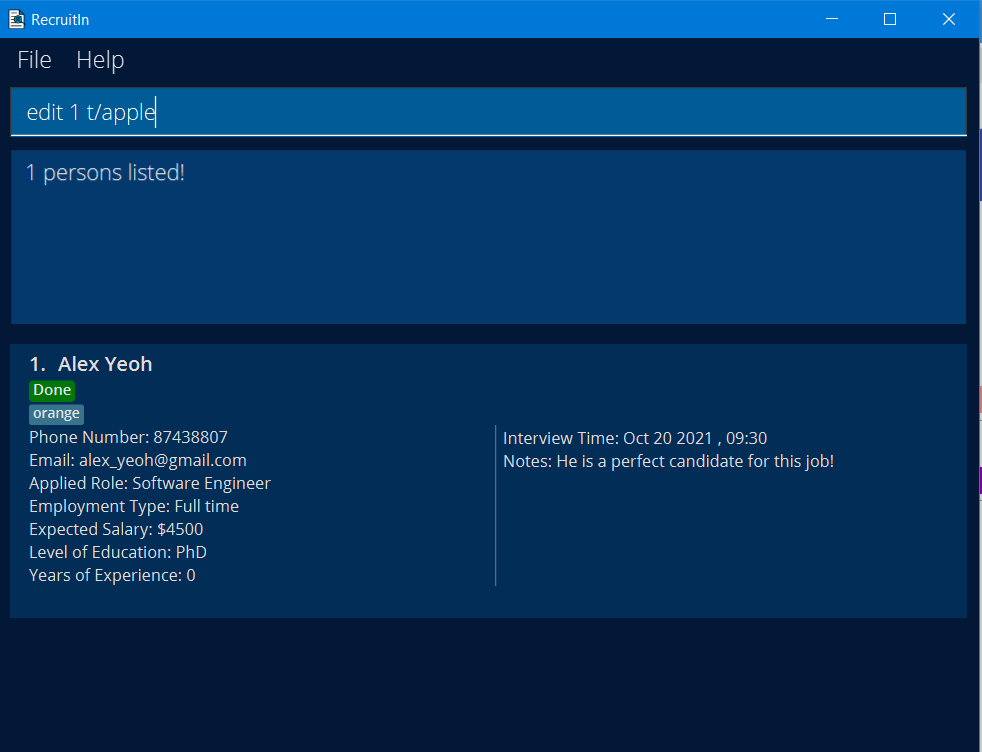 RecruitIn
File Help
edit 1 t/apple
1 persons listed!
1. Alex Yeoh
Done
orange
Phone Number: 87438807
Email: alex_yeoh@gmail.com
Applied Role: Software Engineer
Employment Type: Full time
Expected Salary: $4500
Level of Education: PhD
Years of Experience: 0
Interview Time: Oct 20 2021 , 09:30
Notes: He is a perfect candidate for this job!